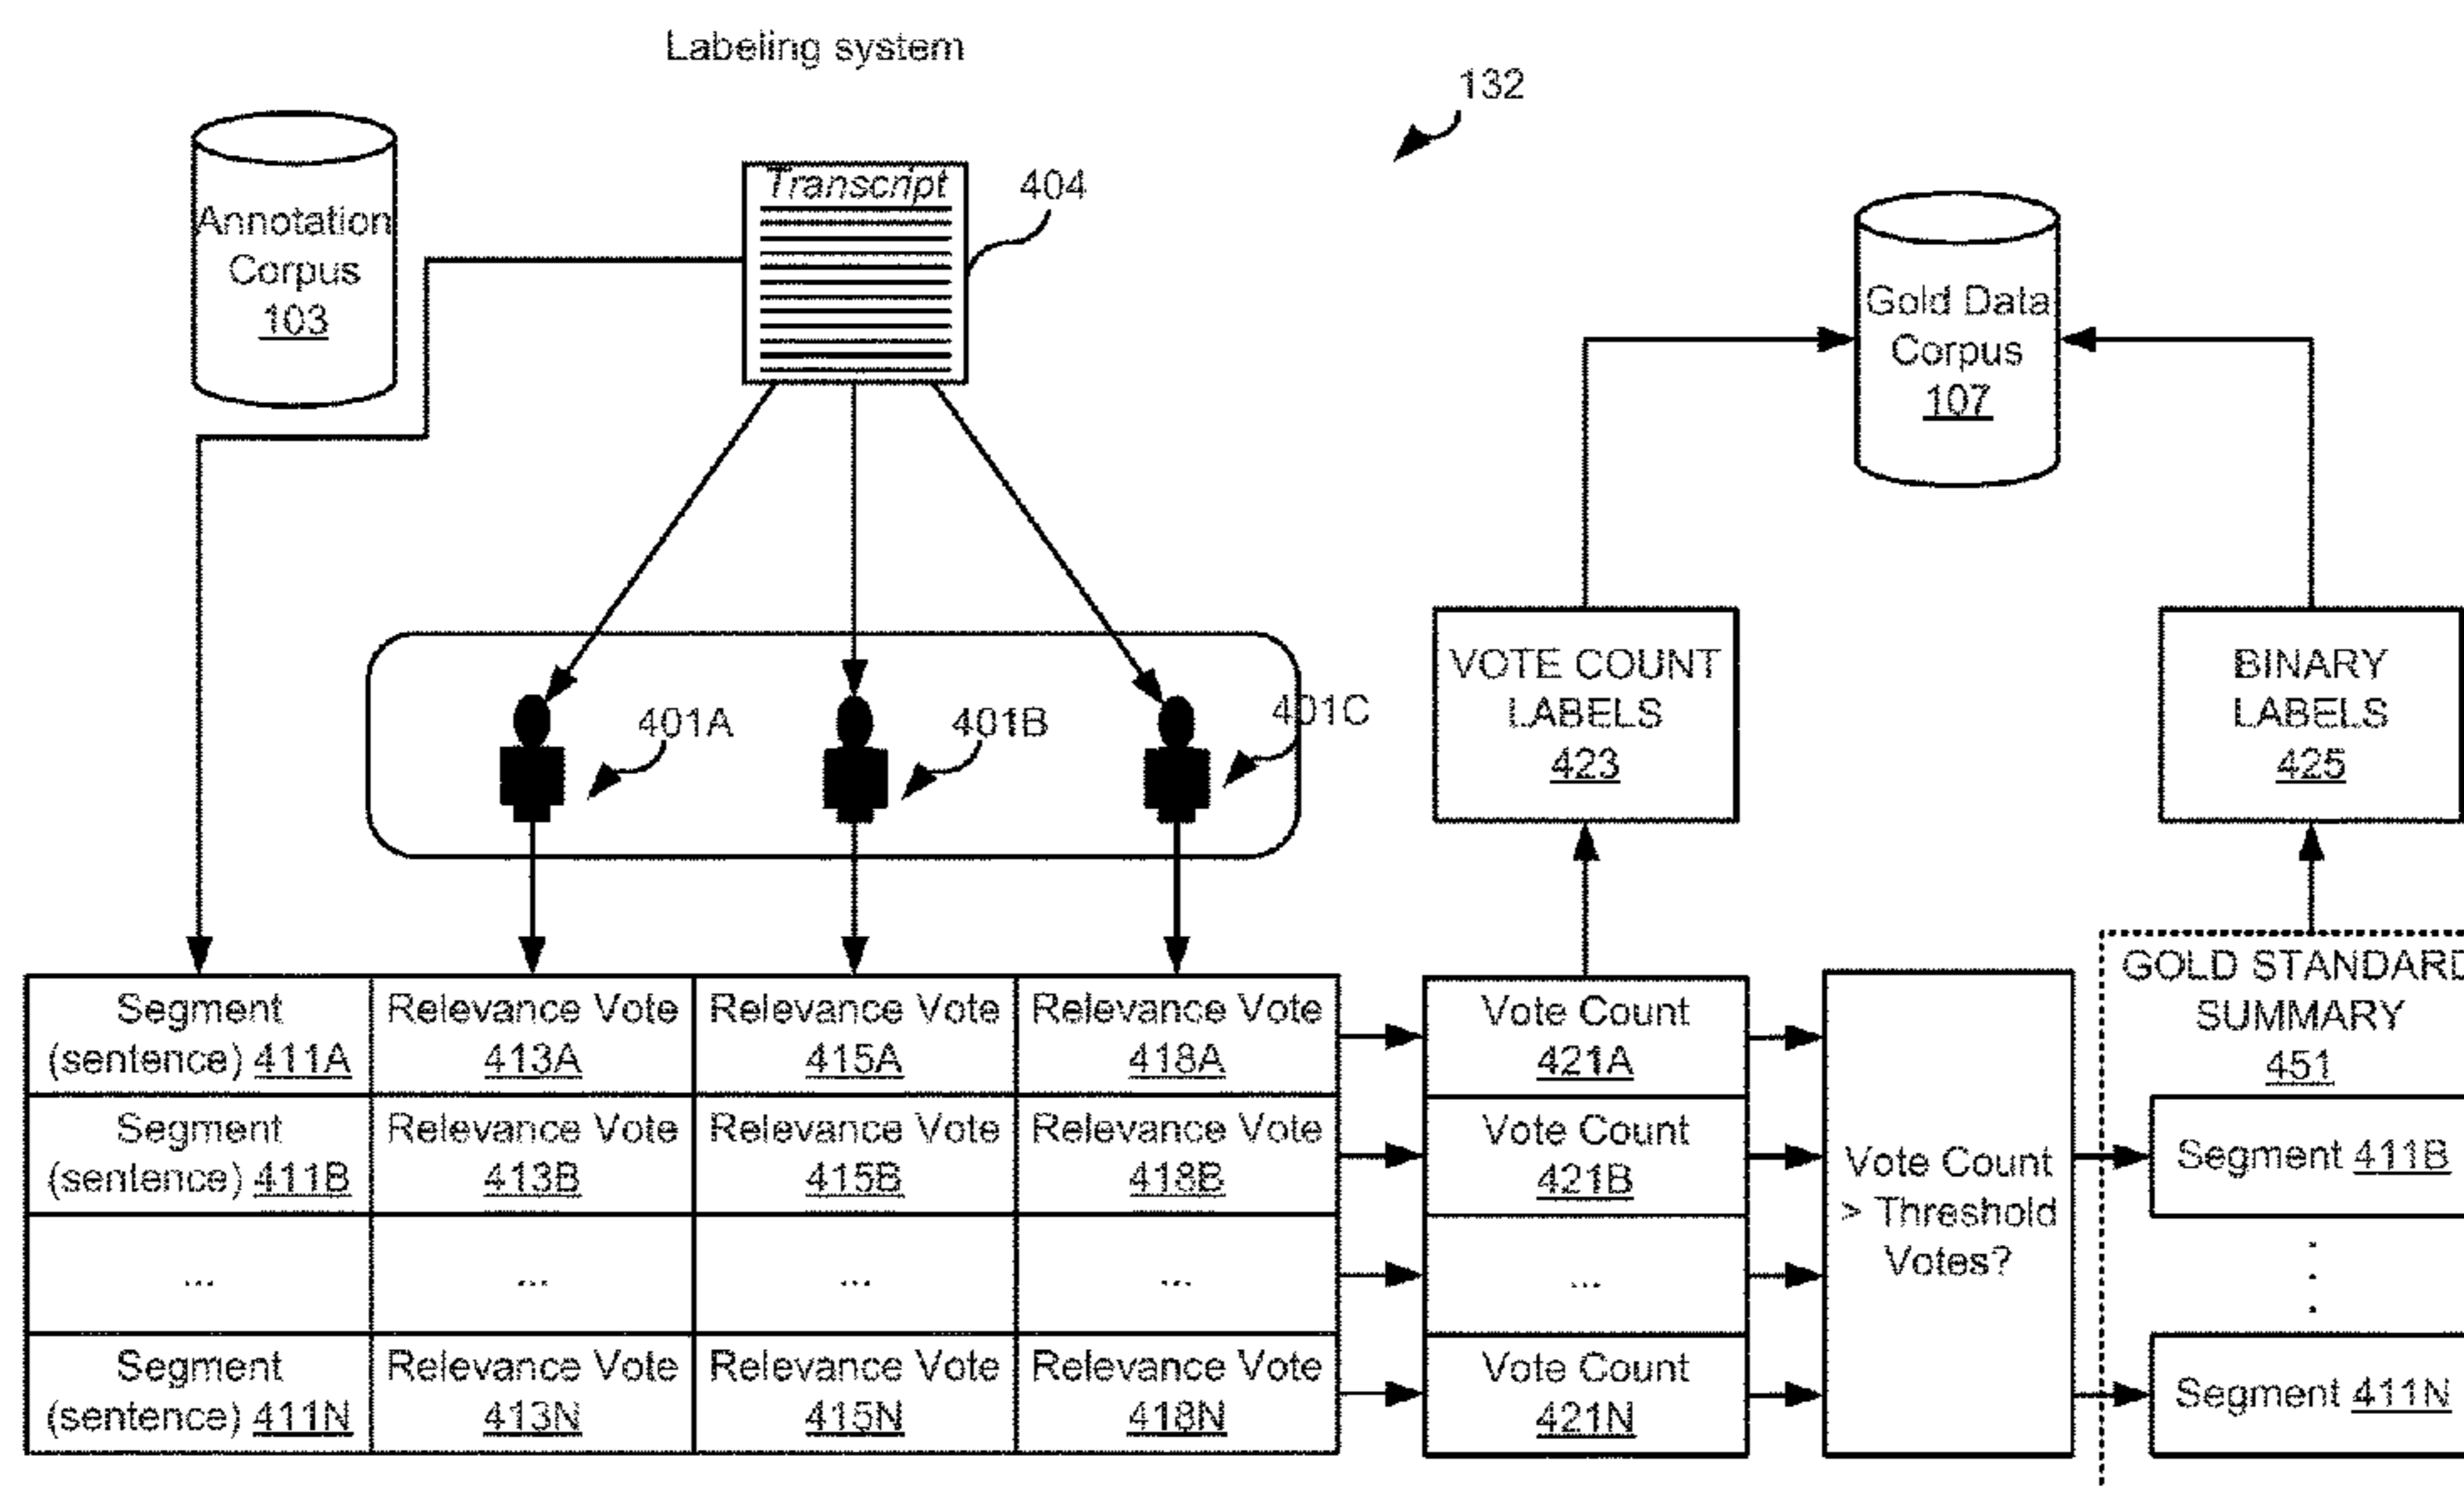 Labeling system
132
Annotation
Corpus
103
Transcript
404
Gold Data
Corpus
107
401A
401B
401C
VOTE COUNT
LABELS
423
BINARY
LABELS
425
Segment
(sentence) 411A
Relevance Vote
413A
Relevance Vote
415A
Relevance Vote
418A
Vote Count
421A
Segment
(sentence) 411B
Relevance Vote
413B
Relevance Vote
415B
Relevance Vote
418B
Vote Count
421B
...
...
...
...
...
Segment
(sentence) 411N
Relevance Vote
413N
Relevance Vote
415N
Relevance Vote
418N
Vote Count
421N
Vote Count
> Threshold
Votes?
GOLD STANDARD
SUMMARY
451
Segment 411B
Segment 411N